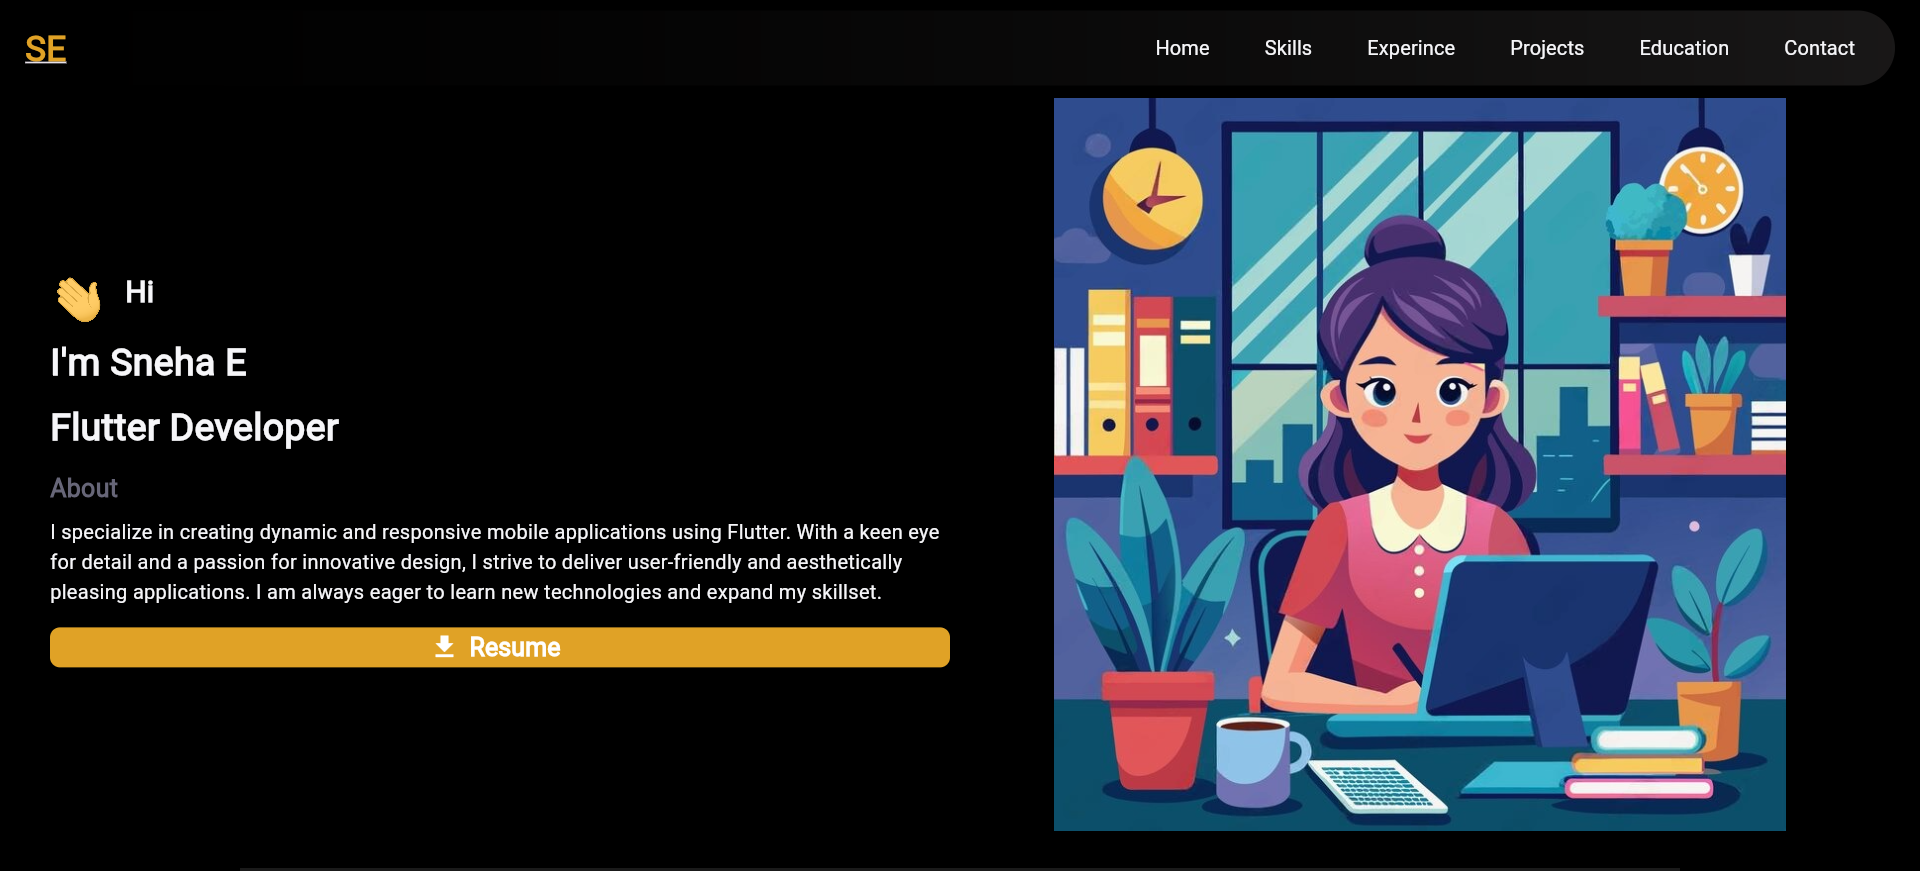 SE
Home Skills Experince Projects Education Contact
Hi
I'm Sneha E
Flutter Developer
About
I specialize in creating dynamic and responsive mobile applications using Flutter. With a keen eye
for detail and a passion for innovative design, I strive to deliver user-friendly and aesthetically
pleasing applications. I am always eager to learn new technologies and expand my skillset.
Resume